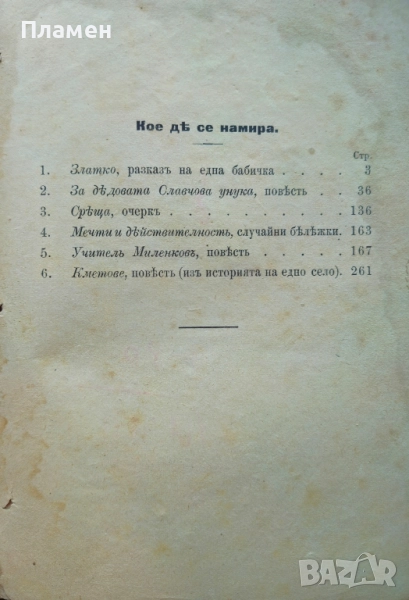 Пламен
Кое дѣ се намира.
Стр.
1. Златко, разказъ на една бабичка . . . . 3
2. За дѣдовата Славчова унука, повѣсть . . 36
3. Срѣща, очеркъ . . . . . . . . . . 136
4. Мечти и дѣйствителность, случайни бѣлѣжки. 163
5. Учитель Миленковъ, повѣсть . . . . . 167
6. Кметове, повѣсть (изъ историята на едно село). 261
BAZAR